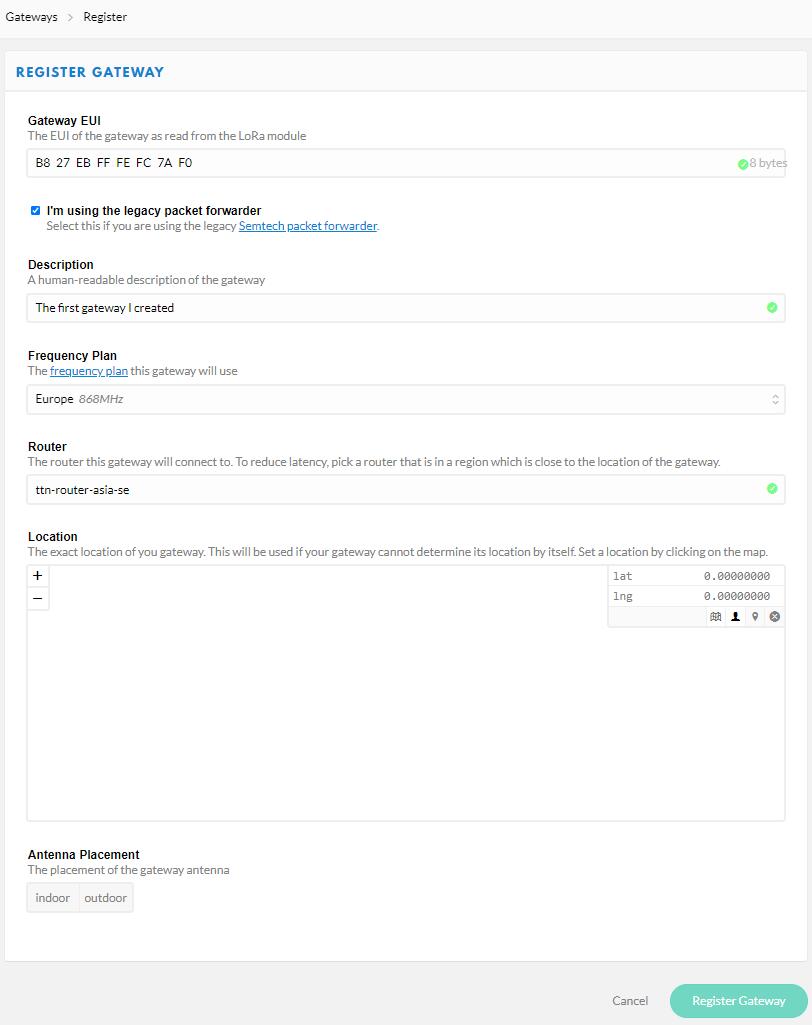 Gateways > Register
REGISTER GATEWAY
Gateway EUI
The EUI of the gateway as read from the LoRa module
B8 27 EB FF FE FC 7A F0 8 bytes
I'm using the legacy packet forwarder
Select this if you are using the legacy Semtech packet forwarder.
Description
A human-readable description of the gateway
The first gateway I created
Frequency Plan
The frequency plan this gateway will use
Europe 868MHz
Router
The router this gateway will connect to. To reduce latency, pick a router that is in a region which is close to the location of the gateway.
ttn-router-asia-se
Location
The exact location of you gateway. This will be used if your gateway cannot determine its location by itself. Set a location by clicking on the map.
+
−
lat 0.00000000
lng 0.00000000
Antenna Placement
The placement of the gateway antenna
indoor outdoor
Cancel Register Gateway